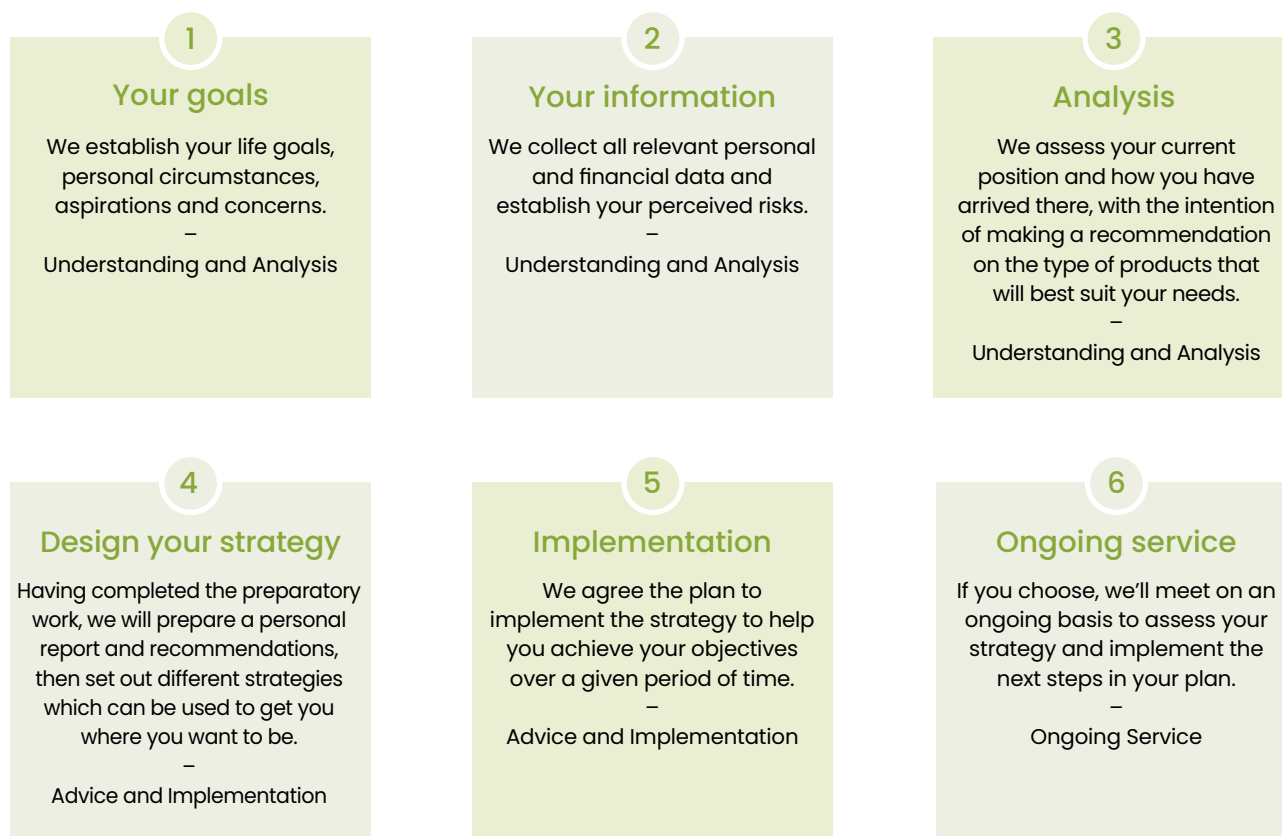 1
Your goals
We establish your life goals,
personal circumstances,
aspirations and concerns.
–
Understanding and Analysis
2
Your information
We collect all relevant personal
and financial data and
establish your perceived risks.
–
Understanding and Analysis
3
Analysis
We assess your current
position and how you have
arrived there, with the intention
of making a recommendation
on the type of products that
will best suit your needs.
–
Understanding and Analysis
4
Design your strategy
Having completed the preparatory
work, we will prepare a personal
report and recommendations,
then set out different strategies
which can be used to get you
where you want to be.
–
Advice and Implementation
5
Implementation
We agree the plan to
implement the strategy to help
you achieve your objectives
over a given period of time.
–
Advice and Implementation
6
Ongoing service
If you choose, we’ll meet on an
ongoing basis to assess your
strategy and implement the
next steps in your plan.
–
Ongoing Service